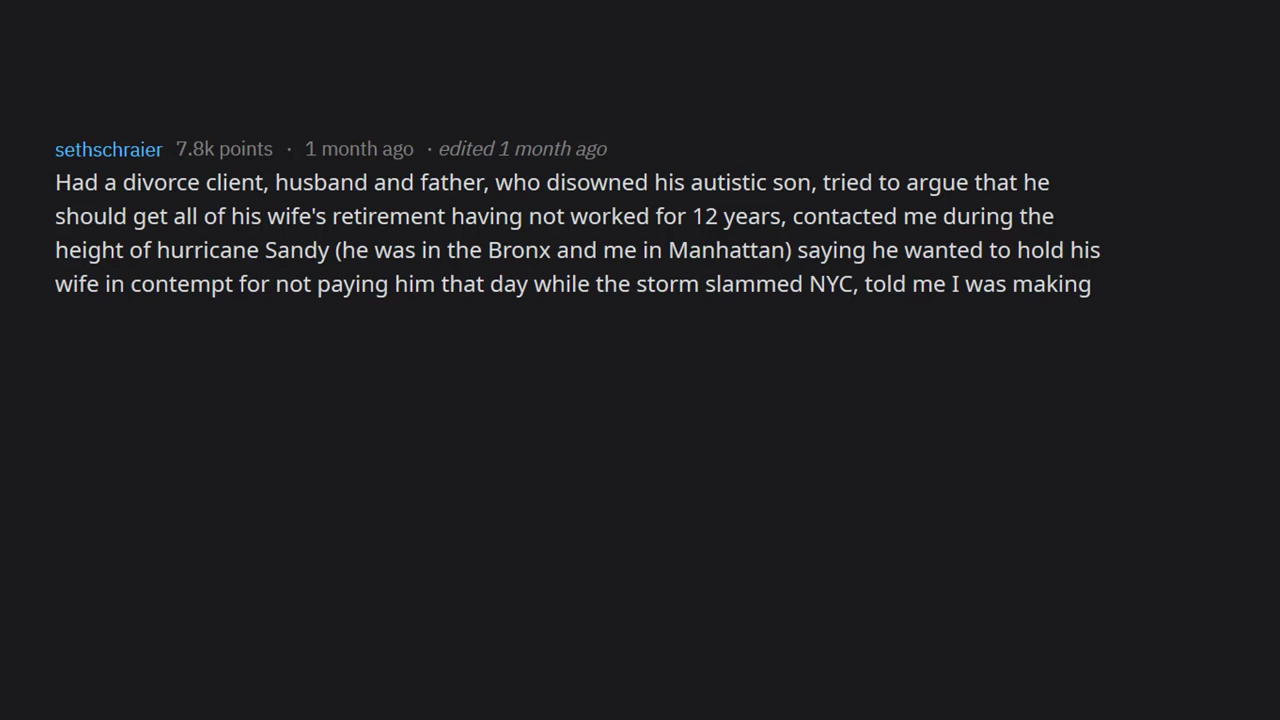 sethschraier 7.8k points · 1 month ago · edited 1 month ago
Had a divorce client, husband and father, who disowned his autistic son, tried to argue that he
should get all of his wife's retirement having not worked for 12 years, contacted me during the
height of hurricane Sandy (he was in the Bronx and me in Manhattan) saying he wanted to hold his
wife in contempt for not paying him that day while the storm slammed NYC, told me I was making